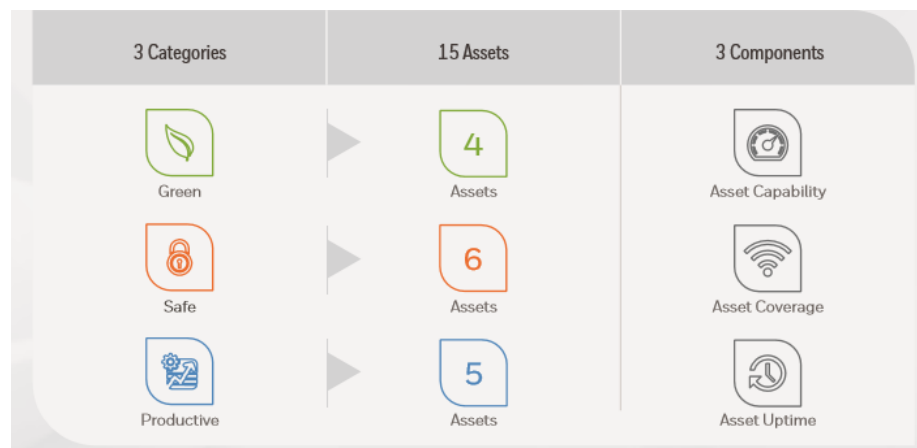 3 Categories
15 Assets
3 Components
4
Green
Assets
Asset Capability
6
Safe
Assets
Asset Coverage
5
Productive
Assets
Asset Uptime